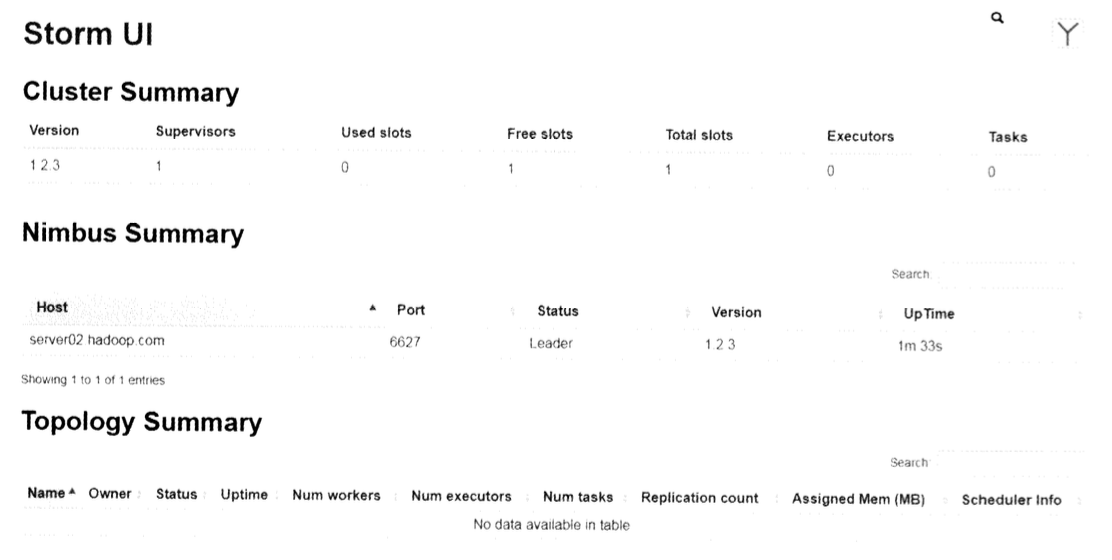 Storm UI
Cluster Summary
Version Supervisors Used slots Free slots Total slots Executors Tasks
1.2.3 1 0 1 1 0 0
Nimbus Summary
Search:
Host Port Status Version UpTime
server02.hadoop.com 6627 Leader 1.2.3 1m 33s
Showing 1 to 1 of 1 entries
Topology Summary
Search:
Name Owner Status Uptime Num workers Num executors Num tasks Replication count Assigned Mem (MB) Scheduler Info
No data available in table